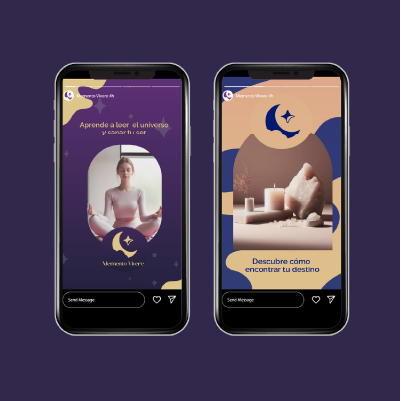 Memento Vivere 4h
Aprende a leer el universo
y sanar tu ser
Memento Vivere
Send Message
Memento Vivere 4h
Descubre cómo
encontrar tu destino
Send Message